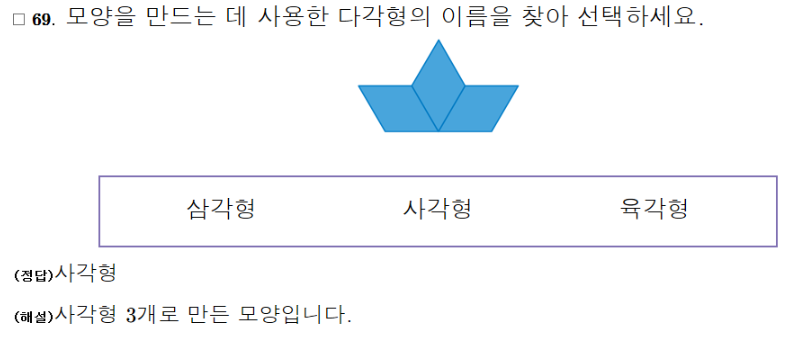 □ 69. 모양을 만드는 데 사용한 다각형의 이름을 찾아 선택하세요.
삼각형 사각형 육각형
(정답)사각형
(해설)사각형 3개로 만든 모양입니다.